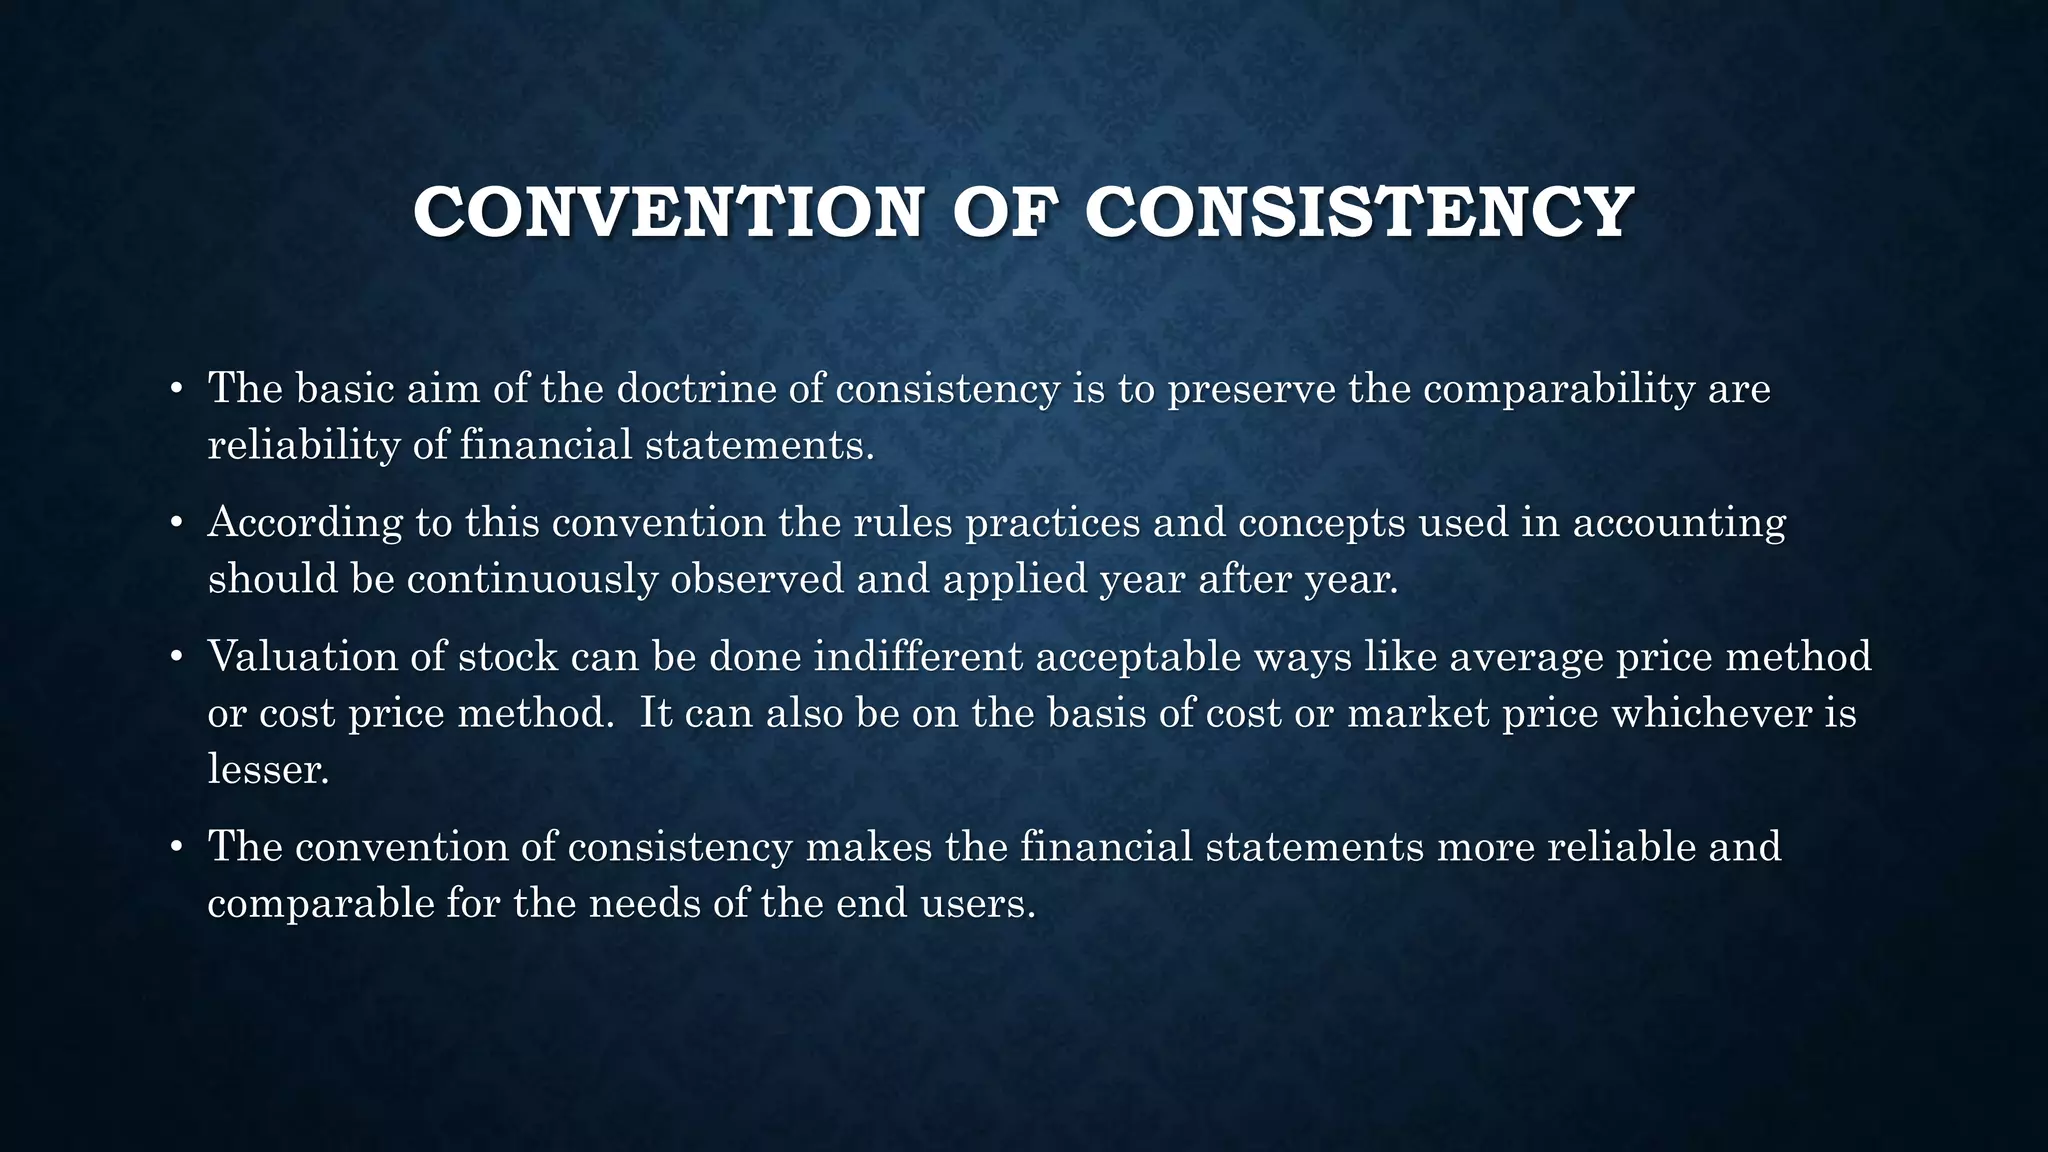 CONVENTION OF CONSISTENCY
• The basic aim of the doctrine of consistency is to preserve the comparability are
reliability of financial statements.
• According to this convention the rules practices and concepts used in accounting
should be continuously observed and applied year after year.
• Valuation of stock can be done indifferent acceptable ways like average price method
or cost price method.  It can also be on the basis of cost or market price whichever is
lesser.
• The convention of consistency makes the financial statements more reliable and
comparable for the needs of the end users.